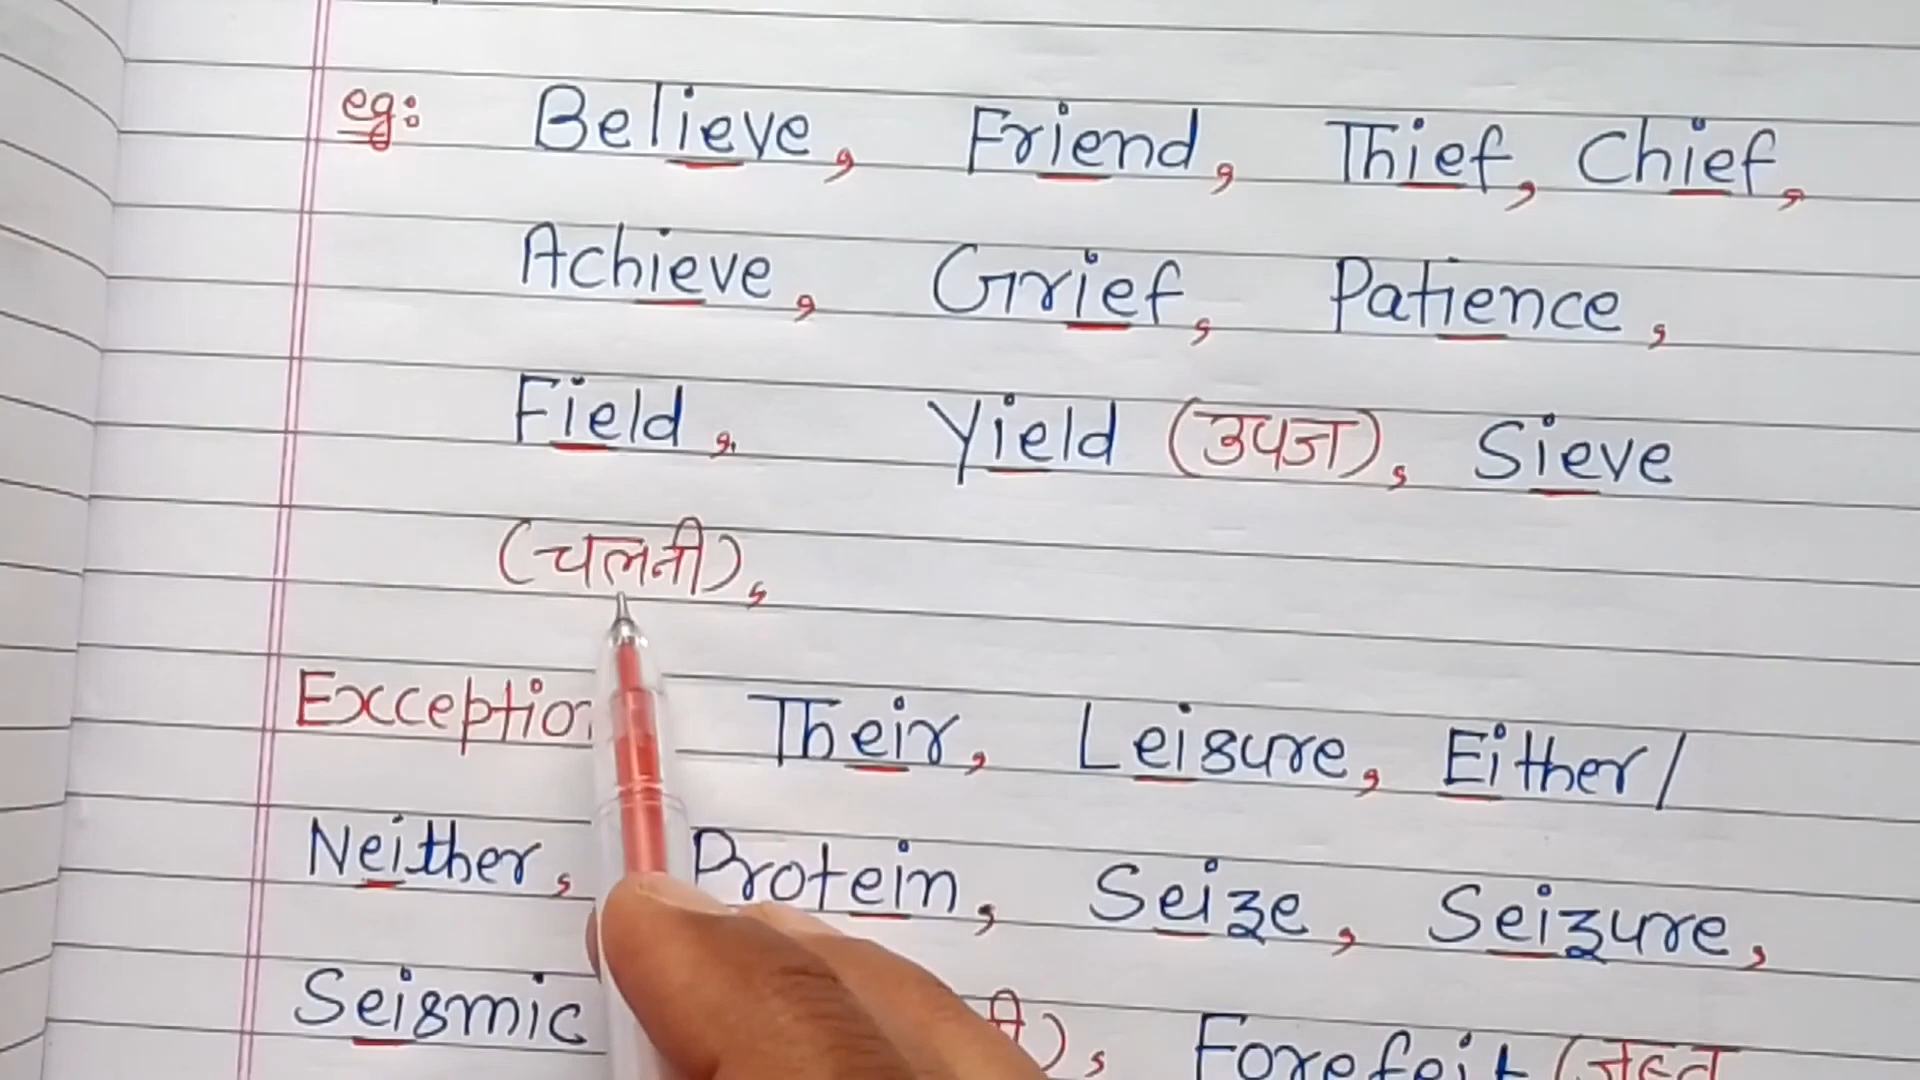 eg: Believe, Friend, Thief, Chief,
Achieve, Grief, Patience,
Field, Yield (उपज), Sieve
(चलनी),
Exception Their, Leisure, Either/
Neither, Protein, Seize, Seizure,
Seismic